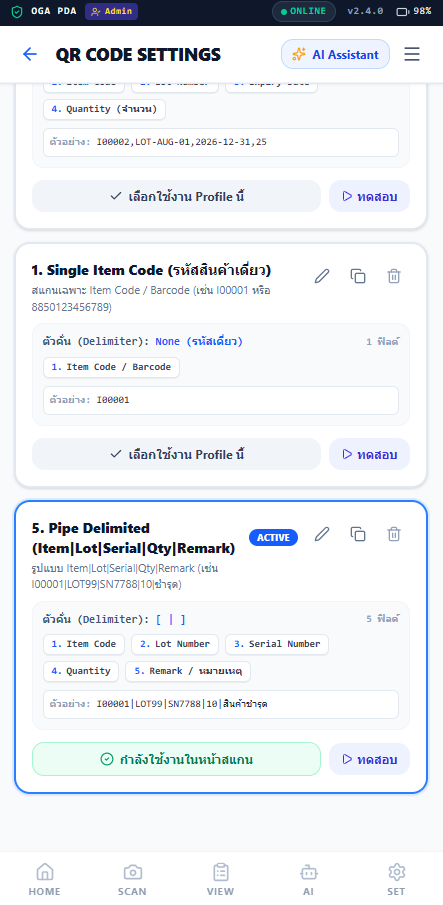 OGA PDA Admin ONLINE v2.4.0 98%
QR CODE SETTINGS AI Assistant
4. Quantity (จำนวน)
ตัวอย่าง: I00002,LOT-AUG-01,2026-12-31,25
เลือกใช้งาน Profile นี้ ทดสอบ
1. Single Item Code (รหัสสินค้าเดี่ยว)
สแกนเฉพาะ Item Code / Barcode (เช่น I00001 หรือ
8850123456789)
ตัวคั่น (Delimiter): None (รหัสเดี่ยว) 1 ฟิลด์
1. Item Code / Barcode
ตัวอย่าง: I00001
เลือกใช้งาน Profile นี้ ทดสอบ
5. Pipe Delimited
(Item|Lot|Serial|Qty|Remark) ACTIVE
รูปแบบ Item|Lot|Serial|Qty|Remark (เช่น
I00001|LOT99|SN7788|10|ชำรุด)
ตัวคั่น (Delimiter): [ | ] 5 ฟิลด์
1. Item Code 2. Lot Number 3. Serial Number
4. Quantity 5. Remark / หมายเหตุ
ตัวอย่าง: I00001|LOT99|SN7788|10|สินค้าชำรุด
กำลังใช้งานในหน้าสแกน ทดสอบ
HOME SCAN VIEW AI SET